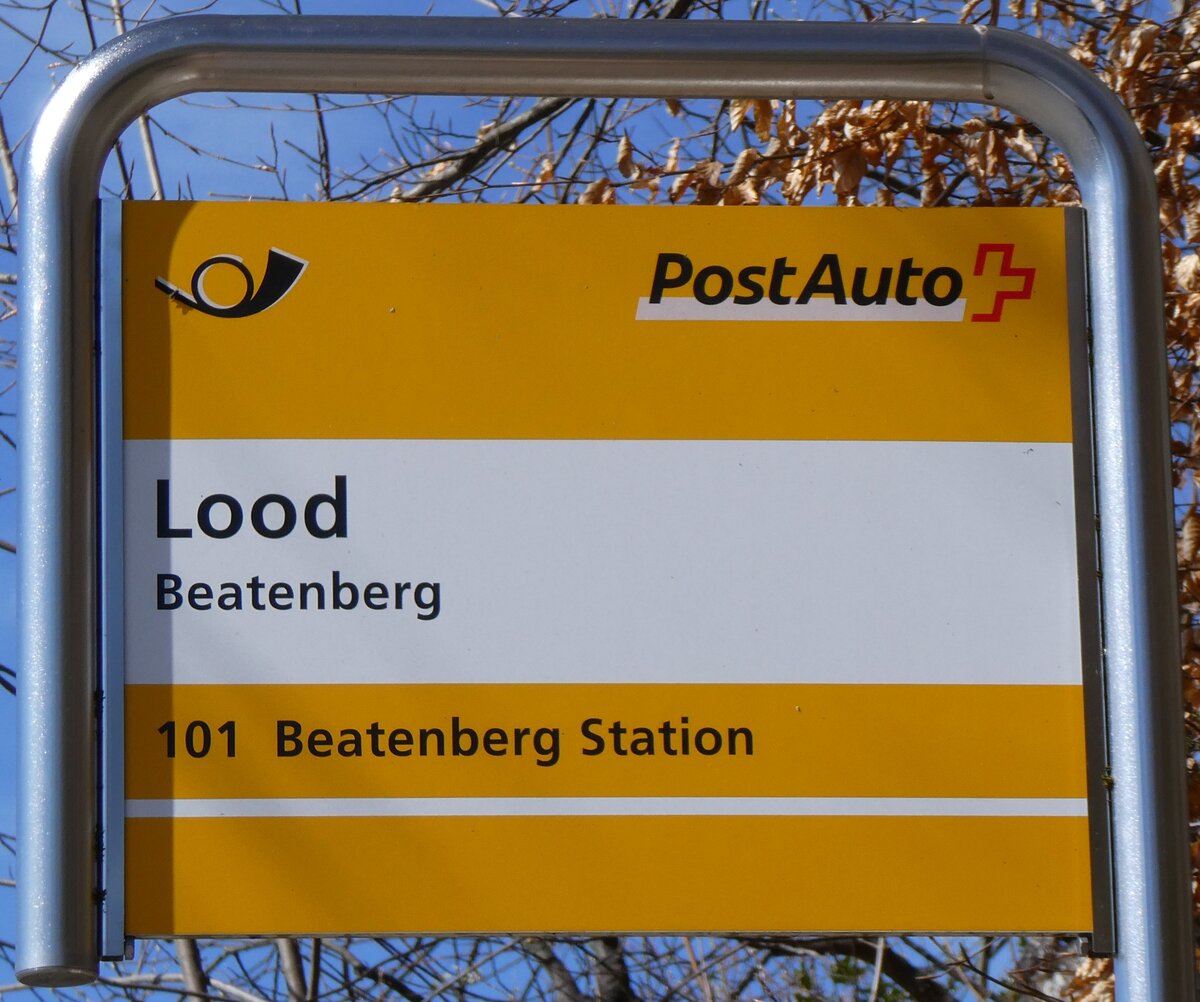 PostAuto
Lood
Beatenberg
101 Beatenberg Station